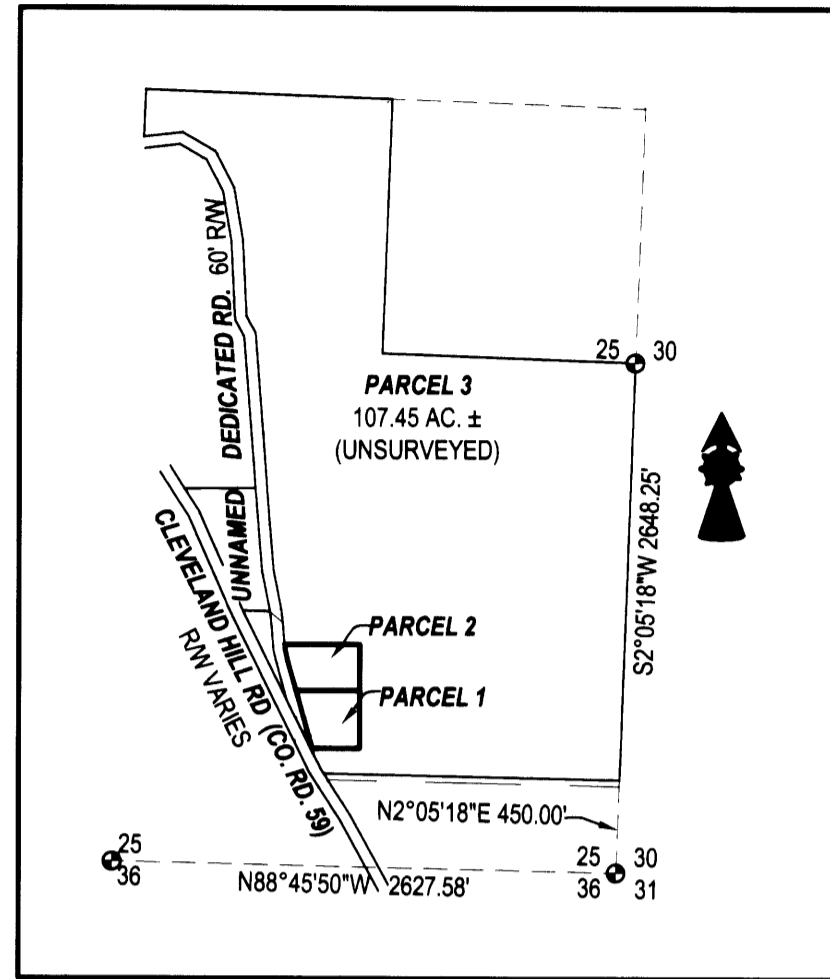 UNNAMED DEDICATED RD. 60' R/W
25 30
PARCEL 3
107.45 AC. ±
(UNSURVEYED)
S2°05'18"W 2648.25'
CLEVELAND HILL RD (CO. RD. 59)
R/W VARIES
PARCEL 2
PARCEL 1
N2°05'18"E 450.00'
25
36
N88°45'50"W 2627.58'
25 30
36 31